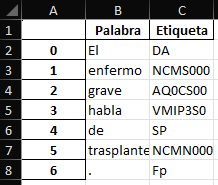 A B C
1 Palabra Etiqueta
2 0 El DA
3 1 enfermo NCMS000
4 2 grave AQ0CS00
5 3 habla VMIP3S0
6 4 de SP
7 5 trasplante NCMN000
8 6 . Fp